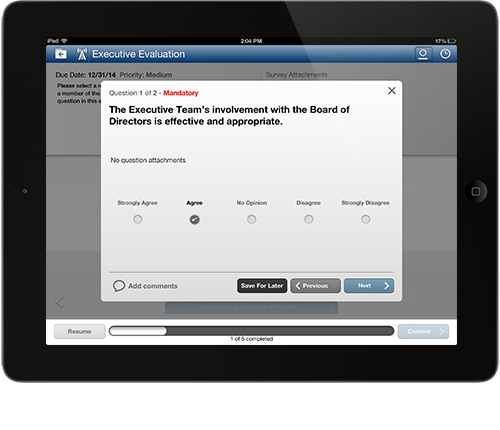 iPad
2:04 PM
17%
Executive Evaluation
Due Date: 12/31/14 Priority: Medium
Survey Attachments
Please select a r
a member of the
question in this s
Question 1 of 2 - Mandatory
The Executive Team's involvement with the Board of
Directors is effective and appropriate.
No question attachments
Strongly Agree Agree No Opinion Disagree Strongly Disagree
Add comments
Save For Later Previous Next
Resume
1 of 5 completed
Commit